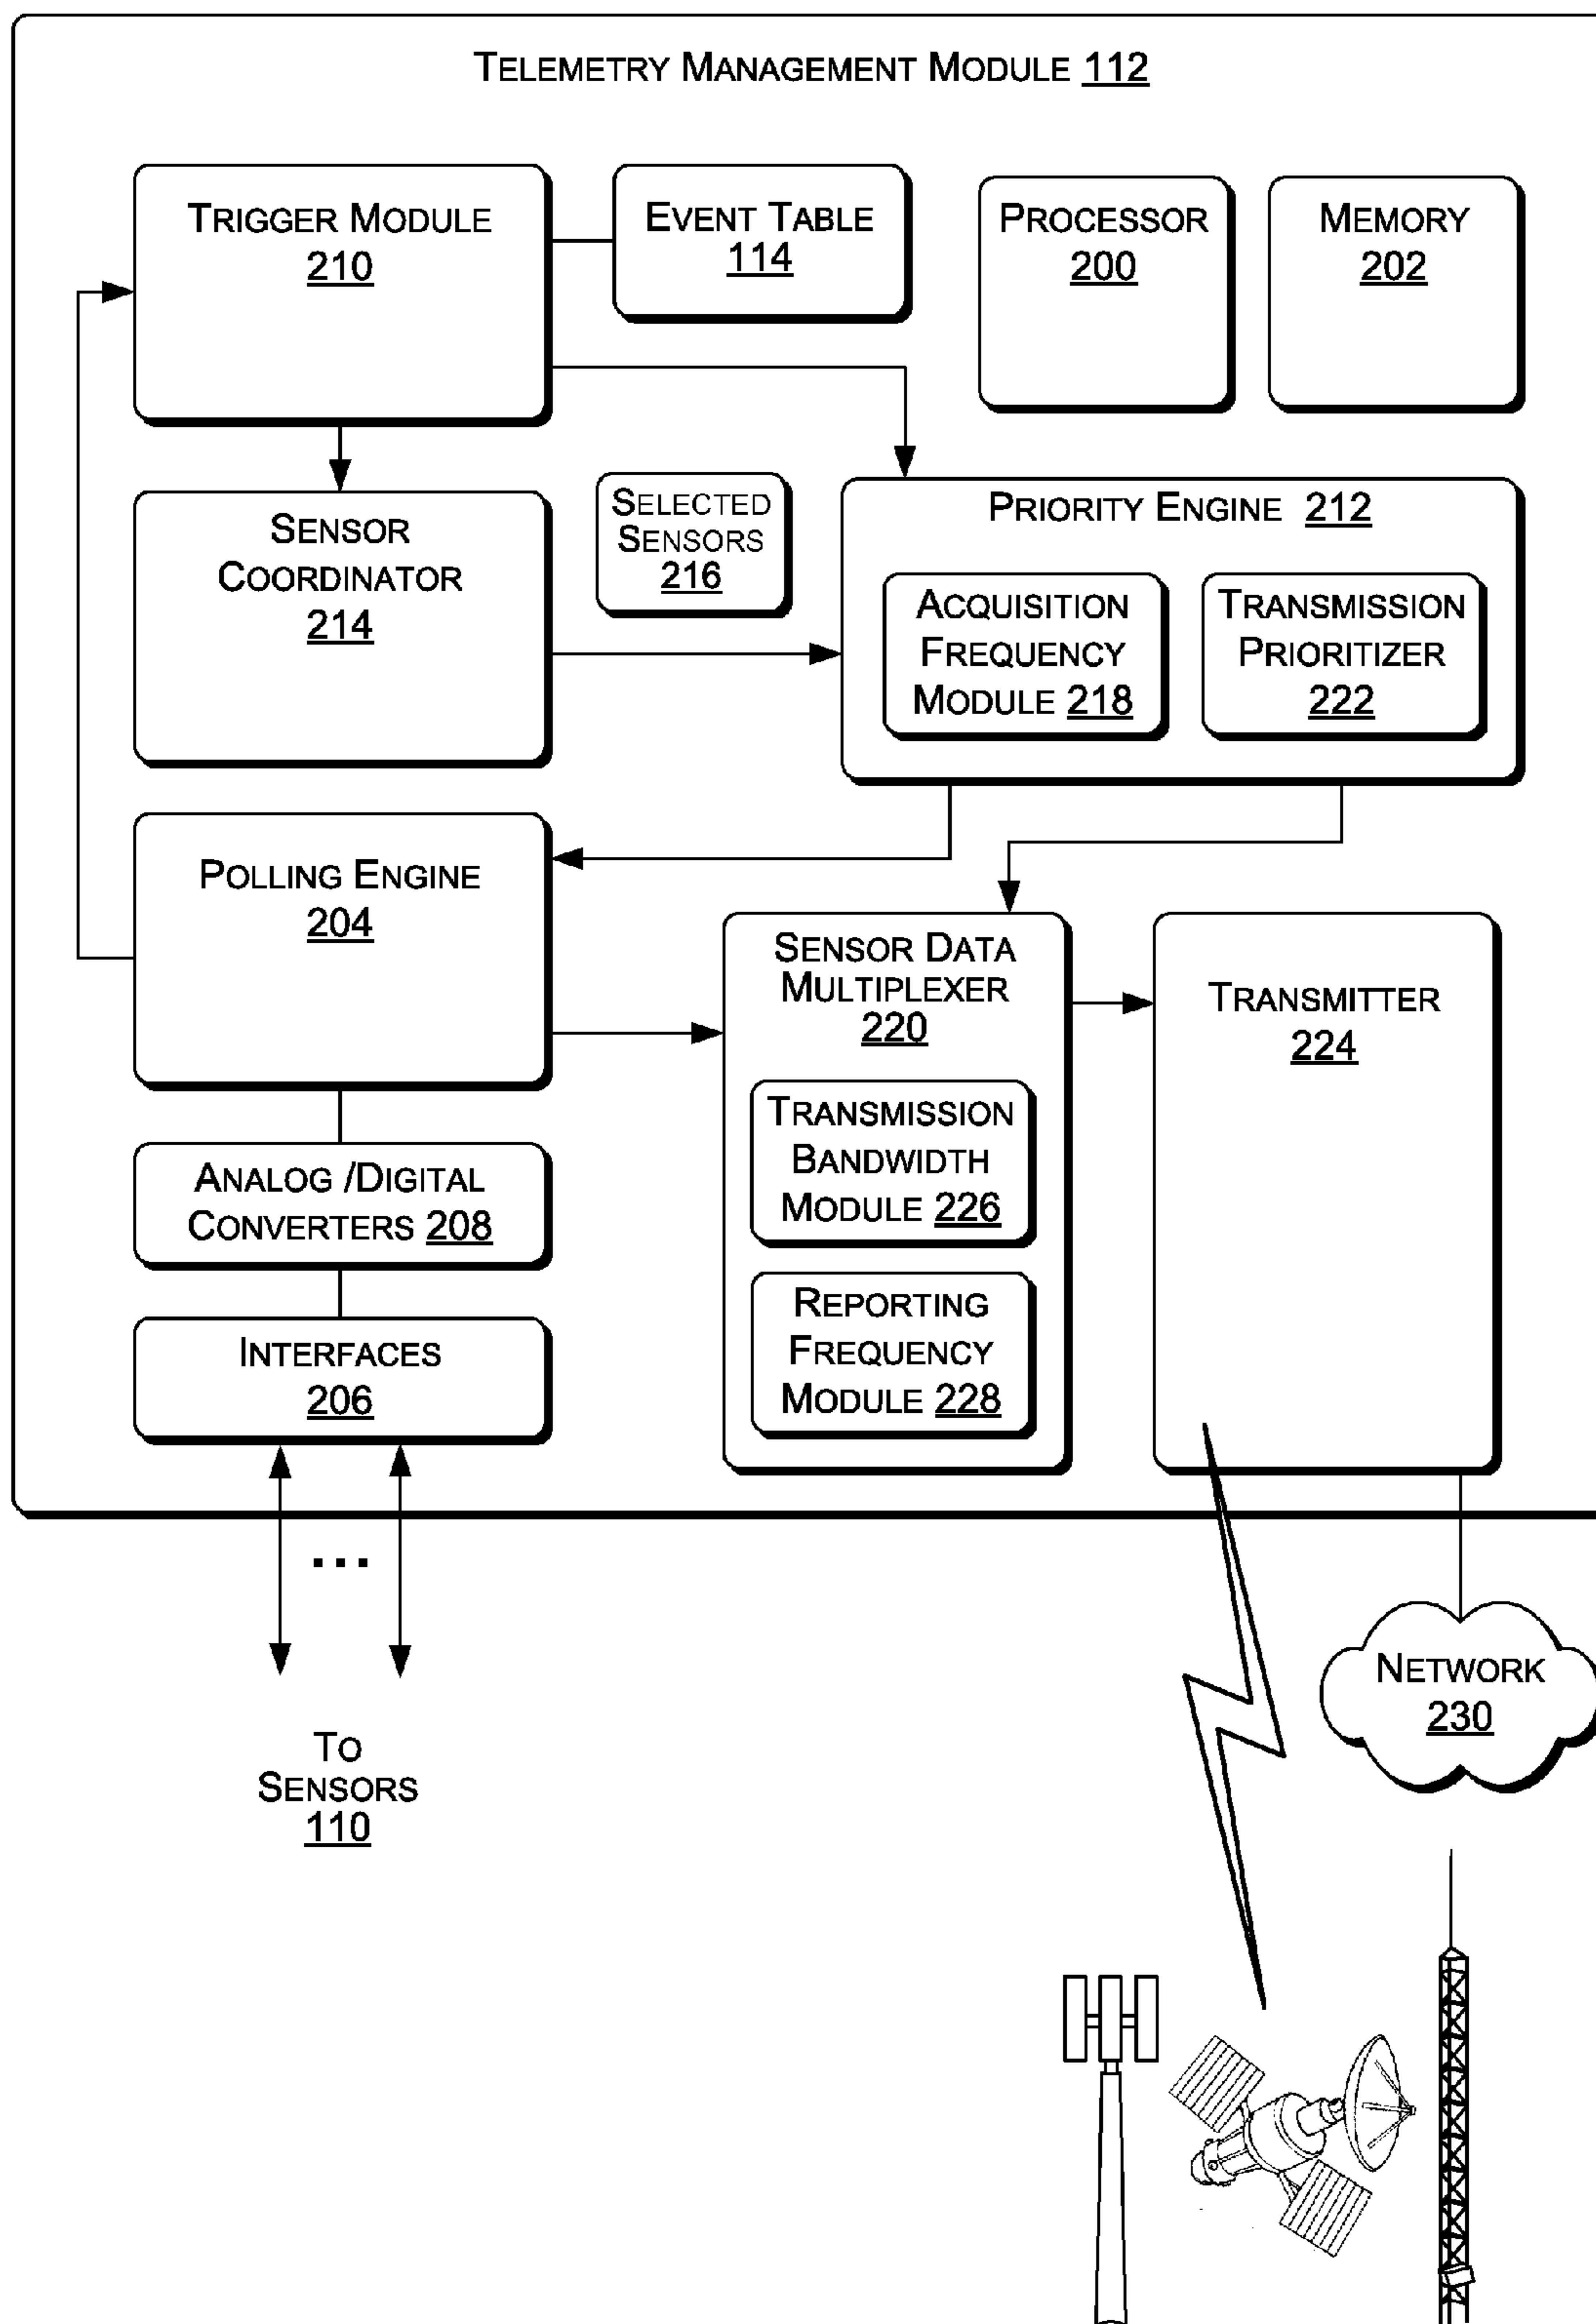 TELEMETRY MANAGEMENT MODULE 112
TRIGGER MODULE
210
EVENT TABLE
114
PROCESSOR
200
MEMORY
202
SENSOR
COORDINATOR
214
SELECTED
SENSORS
216
PRIORITY ENGINE 212
ACQUISITION
FREQUENCY
MODULE 218
TRANSMISSION
PRIORITIZER
222
POLLING ENGINE
204
SENSOR DATA
MULTIPLEXER
220
TRANSMITTER
224
TRANSMISSION
BANDWIDTH
MODULE 226
ANALOG /DIGITAL
CONVERTERS 208
REPORTING
FREQUENCY
MODULE 228
INTERFACES
206
...
NETWORK
230
TO
SENSORS
110